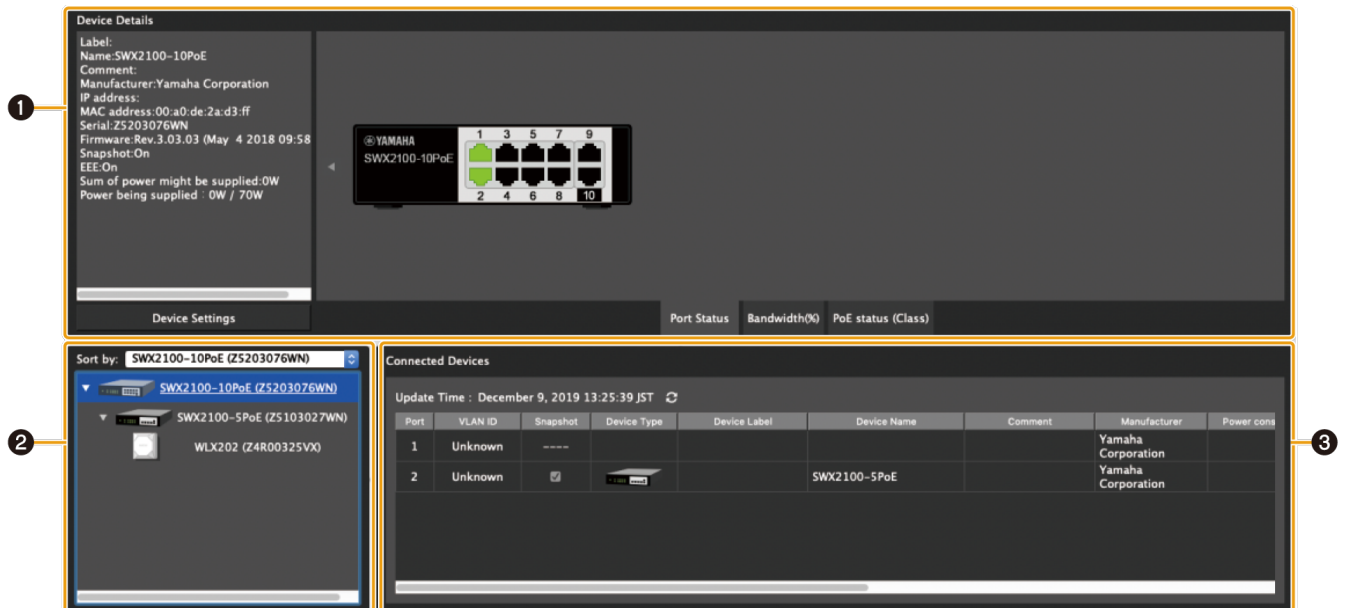 Device Details
Label:
Name:SWX2100-10PoE
Comment:
Manufacturer:Yamaha Corporation
IP address:
MAC address:00:a0:de:2a:d3:ff
Serial:Z5203076WN
Firmware:Rev.3.03.03 (May 4 2018 09:58
Snapshot:On
EEE:On
Sum of power might be supplied:0W
Power being supplied : 0W / 70W
Device Settings
YAMAHA
SWX2100-10PoE
1 3 5 7 9
2 4 6 8 10
Port Status Bandwidth(%) PoE status (Class)
1
Sort by: SWX2100-10PoE (Z5203076WN)
SWX2100-10PoE (Z5203076WN)
SWX2100-5PoE (Z5103027WN)
WLX202 (Z4R00325VX)
2
Connected Devices
Update Time : December 9, 2019 13:25:39 JST
Port VLAN ID Snapshot Device Type Device Label Device Name Comment Manufacturer Power cons
1 Unknown ---- Yamaha
Corporation
2 Unknown SWX2100-5PoE Yamaha
Corporation
3